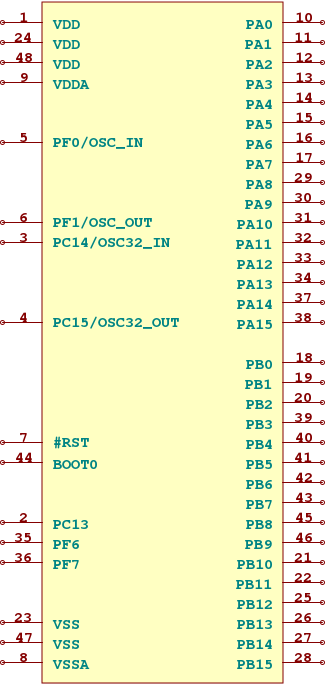 1 VDD PA0 10
24 VDD PA1 11
48 VDD PA2 12
9 VDDA PA3 13
PA4 14
PA5 15
5 PF0/OSC_IN PA6 16
PA7 17
PA8 29
PA9 30
6 PF1/OSC_OUT PA10 31
3 PC14/OSC32_IN PA11 32
PA12 33
PA13 34
PA14 37
4 PC15/OSC32_OUT PA15 38
PB0 18
PB1 19
PB2 20
PB3 39
7 #RST PB4 40
44 BOOT0 PB5 41
PB6 42
PB7 43
2 PC13 PB8 45
35 PF6 PB9 46
36 PF7 PB10 21
PB11 22
PB12 25
23 VSS PB13 26
47 VSS PB14 27
8 VSSA PB15 28